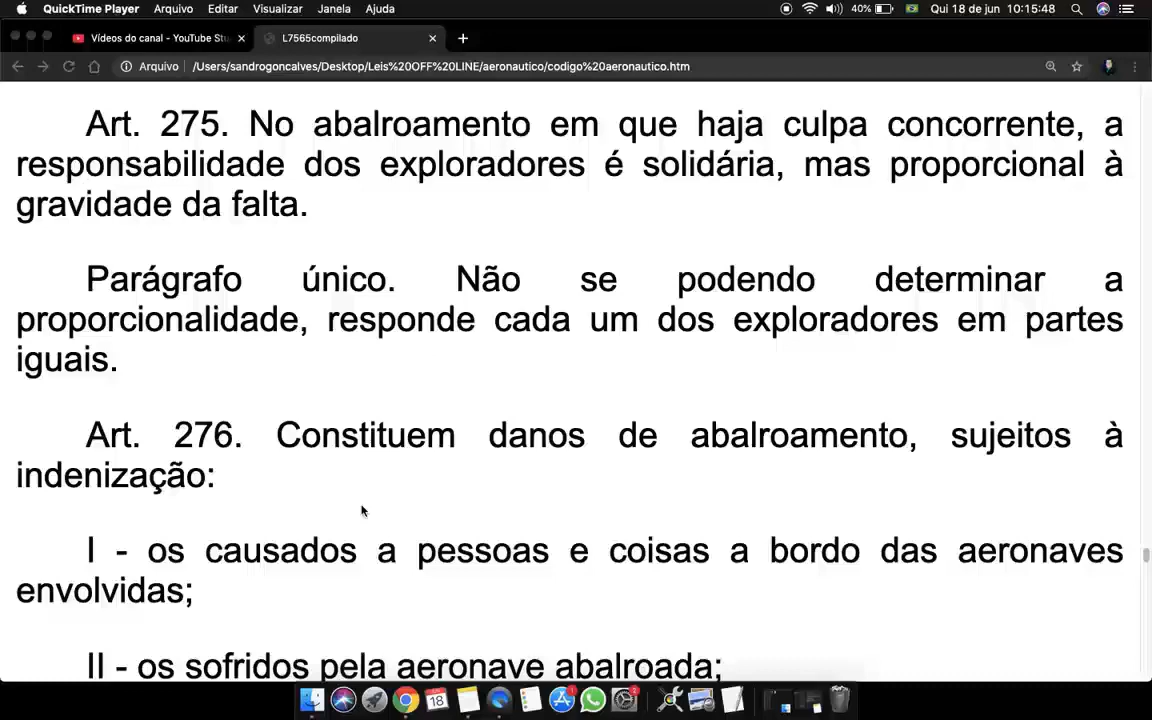 QuickTime Player Arquivo Editar Visualizar Janela Ajuda 40% Qui 18 de jun 10:15:48
Vídeos do canal - YouTube Stu L7565compilado
Arquivo /Users/sandrogoncalves/Desktop/Leis%20OFF%20LINE/aeronautico/codigo%20aeronautico.htm
Art. 275. No abalroamento em que haja culpa concorrente, a
responsabilidade dos exploradores é solidária, mas proporcional à
gravidade da falta.
Parágrafo único. Não se podendo determinar a
proporcionalidade, responde cada um dos exploradores em partes
iguais.
Art. 276. Constituem danos de abalroamento, sujeitos à
indenização:
I - os causados a pessoas e coisas a bordo das aeronaves
envolvidas;
II - os sofridos pela aeronave abalroada;
18